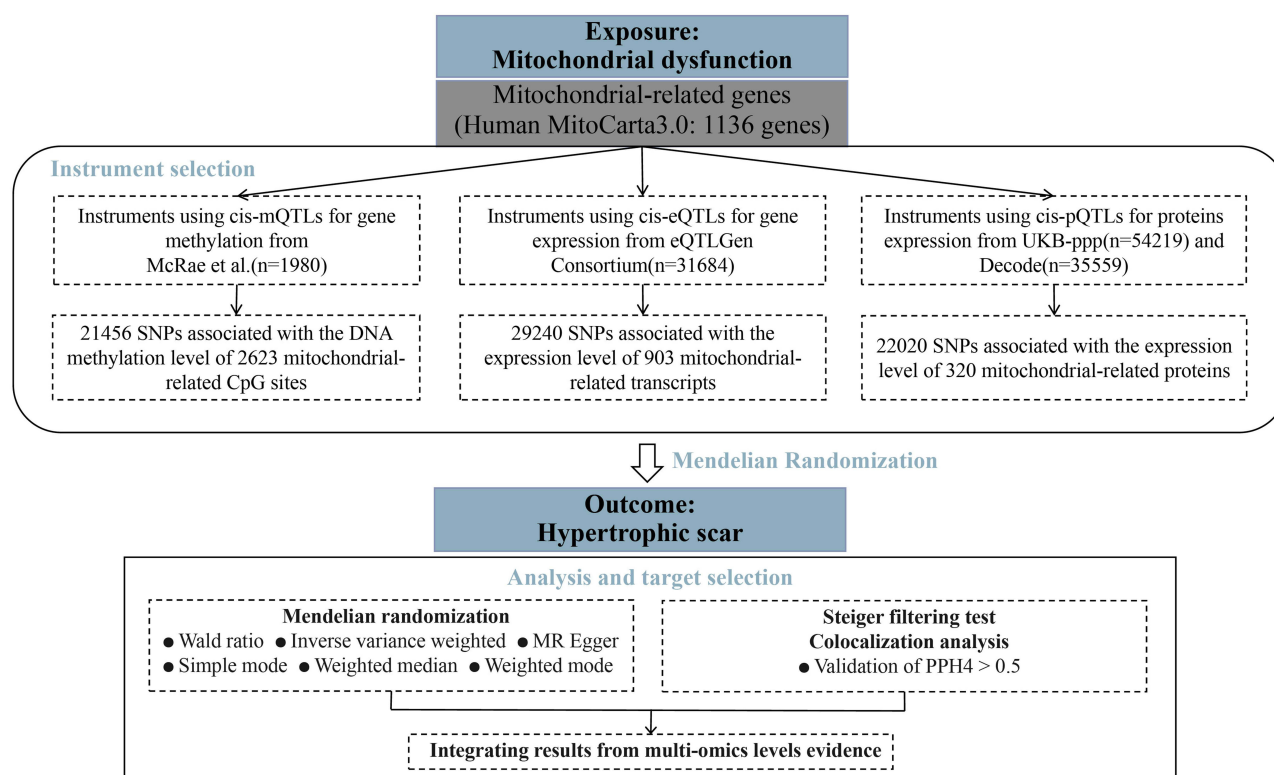 Exposure:
Mitochondrial dysfunction
Mitochondrial-related genes
(Human MitoCarta3.0: 1136 genes)
Instrument selection
Instruments using cis-mQTLs for gene
methylation from
McRae et al.(n=1980)
Instruments using cis-eQTLs for gene
expression from eQTLGen
Consortium(n=31684)
Instruments using cis-pQTLs for proteins
expression from UKB-ppp(n=54219) and
Decode(n=35559)
21456 SNPs associated with the DNA
methylation level of 2623 mitochondrial-
related CpG sites
29240 SNPs associated with the
expression level of 903 mitochondrial-
related transcripts
22020 SNPs associated with the expression
level of 320 mitochondrial-related proteins
Mendelian Randomization
Outcome:
Hypertrophic scar
Analysis and target selection
Mendelian randomization
● Wald ratio ● Inverse variance weighted ● MR Egger
● Simple mode ● Weighted median ● Weighted mode
Steiger filtering test
Colocalization analysis
● Validation of PPH4 > 0.5
Integrating results from multi-omics levels evidence